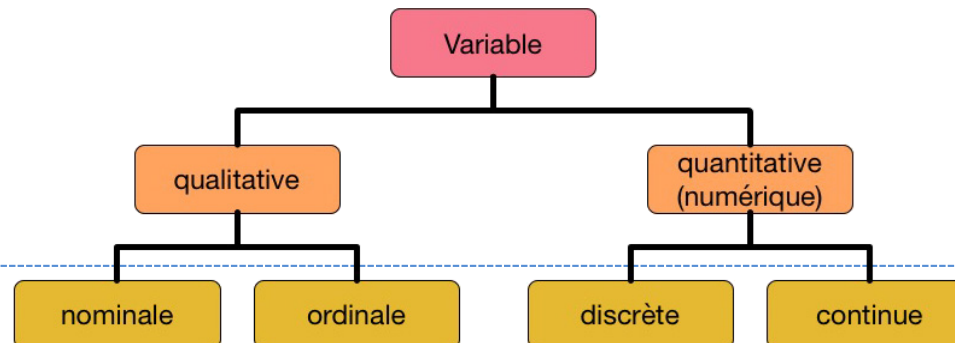 Variable
qualitative
quantitative
(numérique)
nominale
ordinale
discrète
continue